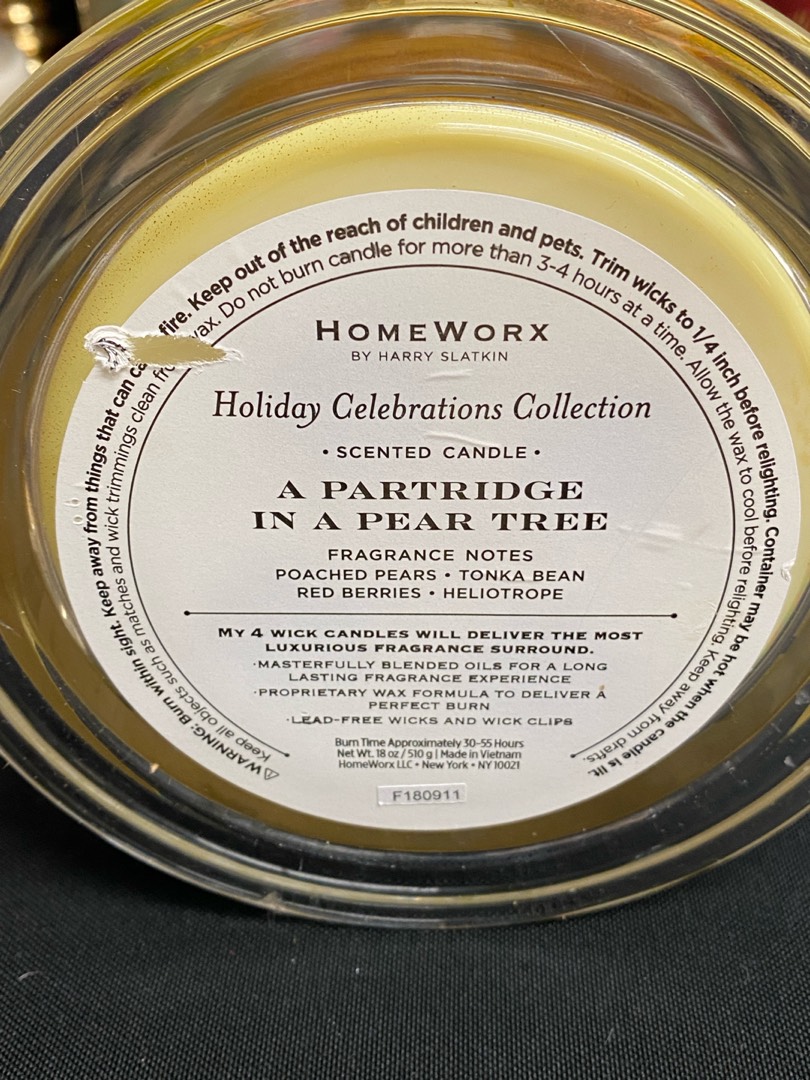 HOMEWORX
BY HARRY SLATKIN
Holiday Celebrations Collection
• SCENTED CANDLE •
A PARTRIDGE
IN A PEAR TREE
FRAGRANCE NOTES
POACHED PEARS • TONKA BEAN
RED BERRIES • HELIOTROPE
MY 4 WICK CANDLES WILL DELIVER THE MOST
LUXURIOUS FRAGRANCE SURROUND.
·MASTERFULLY BLENDED OILS FOR A LONG
LASTING FRAGRANCE EXPERIENCE
·PROPRIETARY WAX FORMULA TO DELIVER A
PERFECT BURN
·LEAD-FREE WICKS AND WICK CLIPS
Burn Time Approximately 30-55 Hours
Net Wt. 18 oz / 510 g | Made in Vietnam
HomeWorx LLC • New York • NY 10021
F180911
⚠ WARNING: Burn within sight. Keep away from things that can fire. Keep out of the reach of children and pets. Trim wicks to 1/4 inch before relighting. Container may be hot when the candle is lit.
Keep all objects such as matches and wick trimmings clean Do not burn candle for more than 3-4 hours at a time. Allow the wax to cool before relighting. Keep away from drafts.